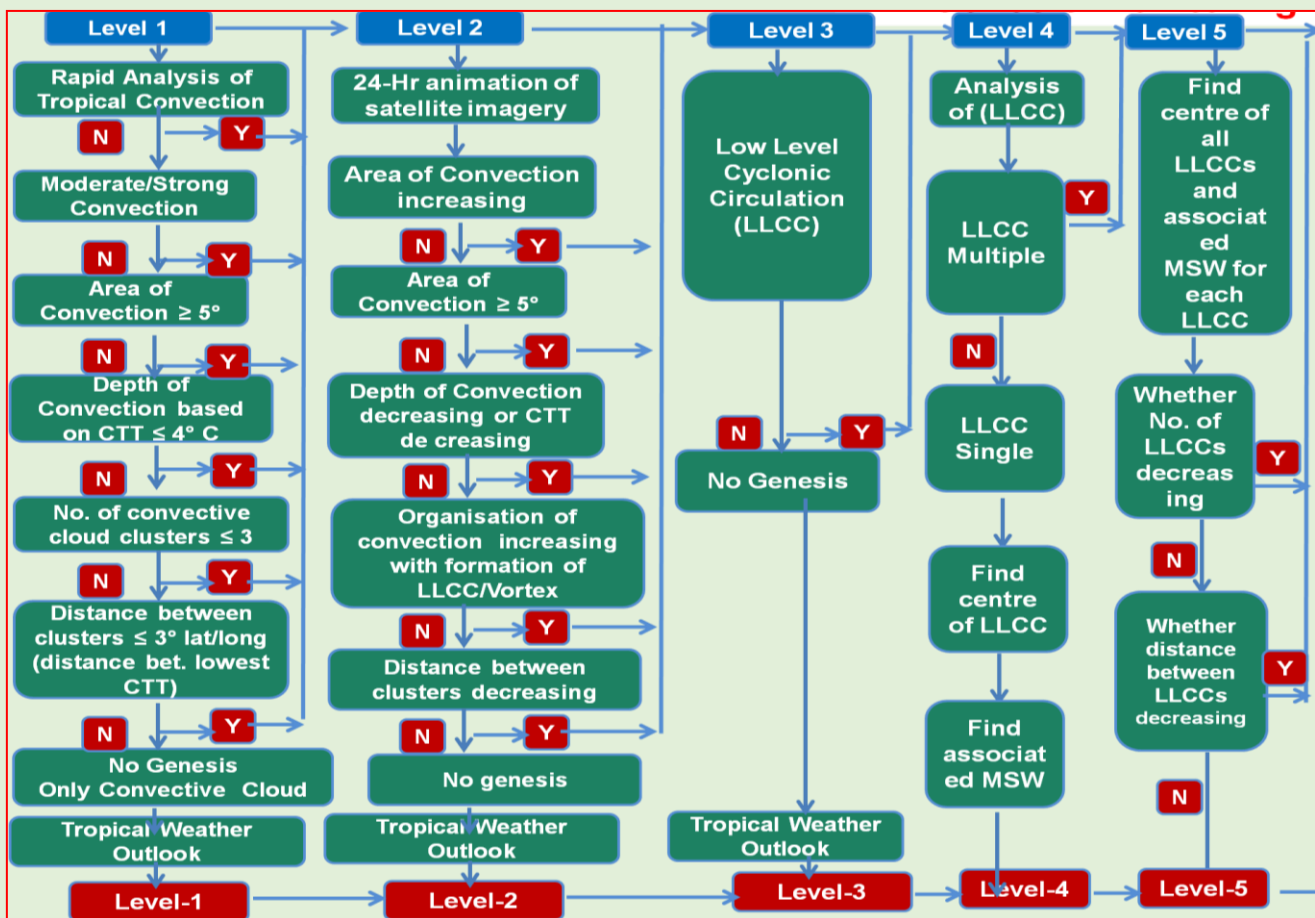 Level 1
Rapid Analysis of
Tropical Convection
N
Y
Moderate/Strong
Convection
N
Y
Area of
Convection ≥ 5°
N
Y
Depth of
Convection based
on CTT ≤ 4° C
N
Y
No. of convective
cloud clusters ≤ 3
N
Y
Distance between
clusters ≤ 3° lat/long
(distance bet. lowest
CTT)
N
Y
No Genesis
Only Convective Cloud
Tropical Weather
Outlook
Level-1
Level 2
24-Hr animation of
satellite imagery
Area of Convection
increasing
N
Y
Area of
Convection ≥ 5°
N
Y
Depth of Convection
decreasing or CTT
de creasing
N
Y
Organisation of
convection increasing
with formation of
LLCC/Vortex
N
Y
Distance between
clusters decreasing
N
Y
No genesis
Tropical Weather
Outlook
Level-2
Level 3
Low Level
Cyclonic
Circulation
(LLCC)
N
Y
No Genesis
Tropical Weather
Outlook
Level-3
Level 4
Analysis
of (LLCC)
LLCC
Multiple
Y
N
LLCC
Single
Find
centre
of LLCC
Find
associat
ed MSW
Level-4
Level 5
Find
centre of
all
LLCCs
and
associat
ed
MSW for
each
LLCC
Whether
No. of
LLCCs
decreas
ing
Y
N
Whether
distance
between
LLCCs
decreasing
Y
N
Level-5